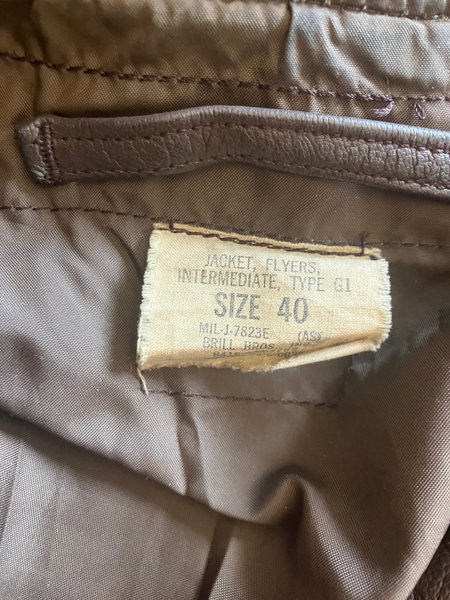 JACKET, FLYERS,
INTERMEDIATE, TYPE G1
SIZE 40
MIL-J-7823E (AS)
BRILL BROS.